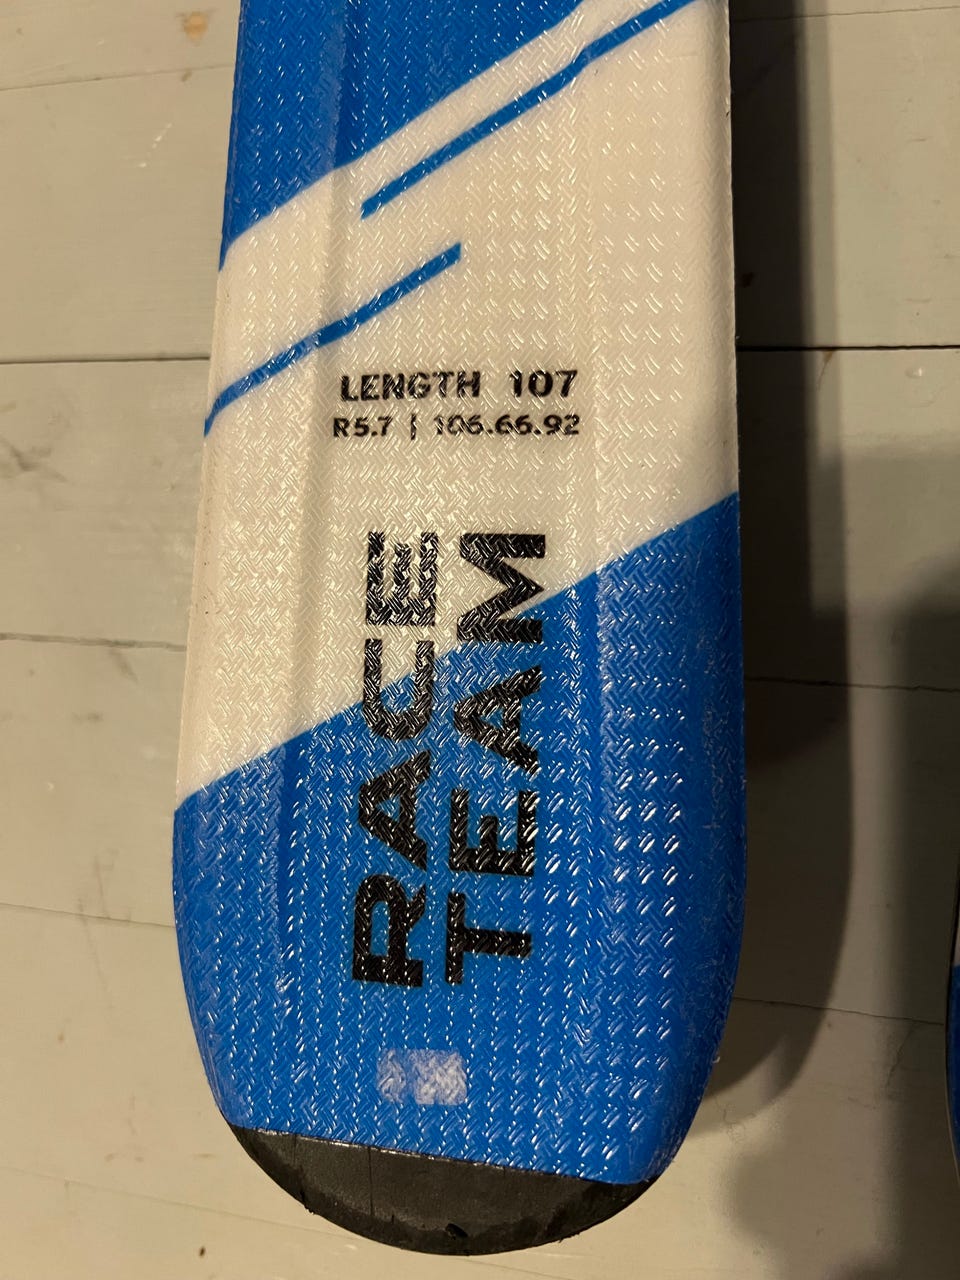 LENGTH 107
R5.7 | 106.66.92
RACE
TEAM